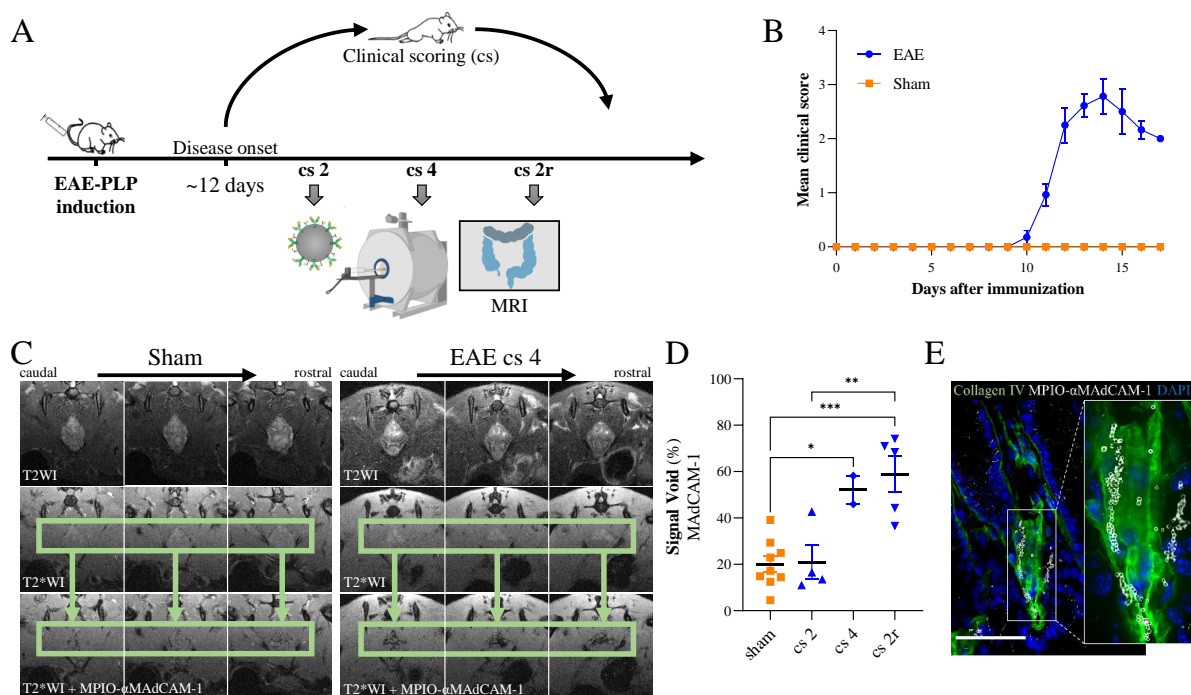 A
Clinical scoring (cs)
Disease onset
~12 days
EAE-PLP
induction
cs 2
cs 4
cs 2r
MRI
B
Mean clinical score
4
3
2
1
0
EAE
Sham
0
5
10
15
Days after immunization
C
Sham
caudal
rostral
T2WI
T2*WI
T2*WI + MPIO-αMAdCAM-1
EAE cs 4
caudal
rostral
T2WI
T2*WI
T2*WI + MPIO-αMAdCAM-1
D
Signal Void (%)
MAdCAM-1
100
80
60
40
20
0
**
***
*
sham
cs 2
cs 4
cs 2r
E
Collagen IV MPIO-αMAdCAM-1 DAPI